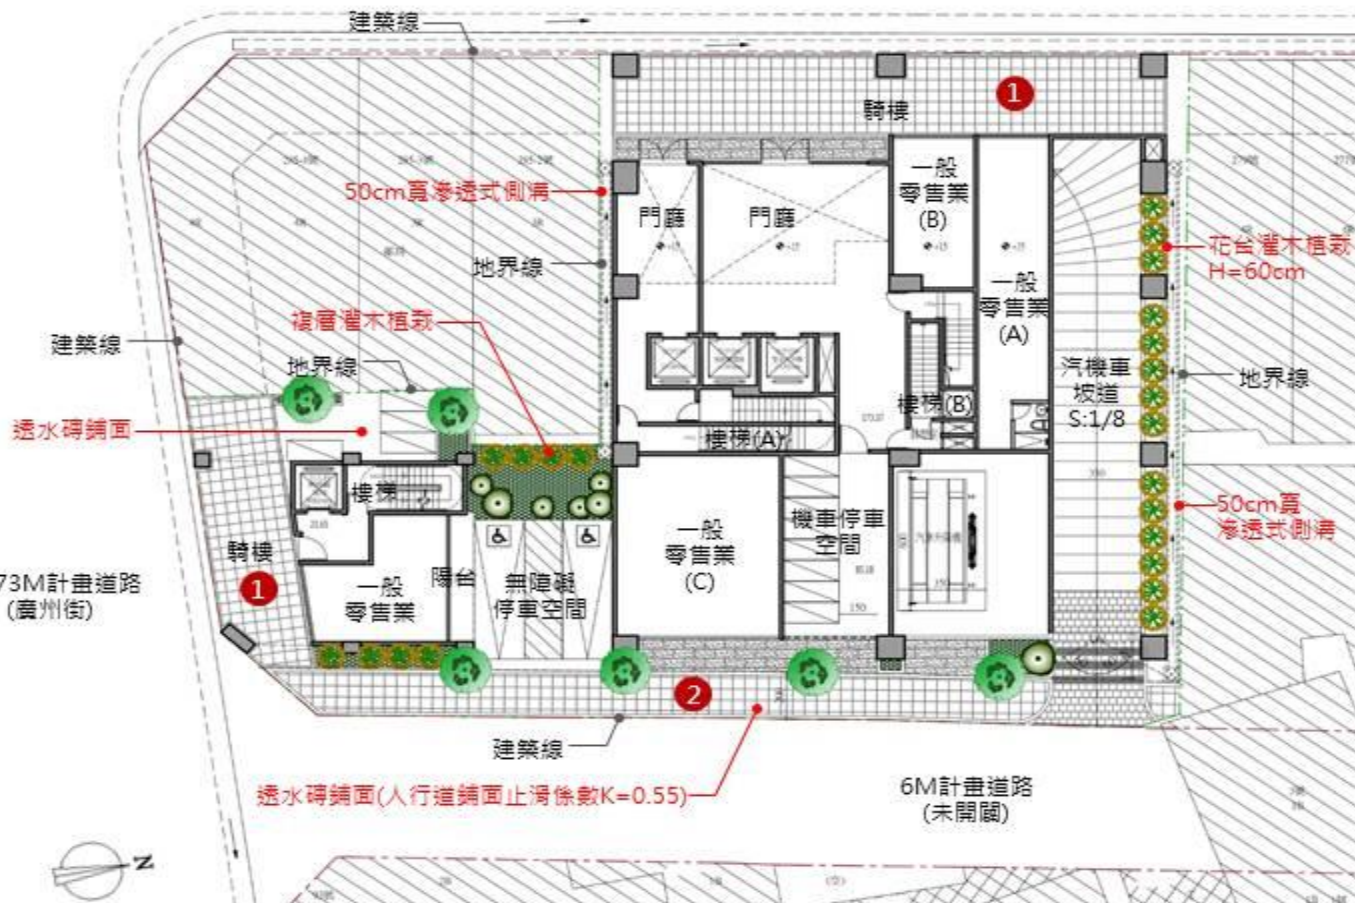 建築線
騎樓
1
一般
零售業
(B)
50cm寬滲透式側溝
門廳
門廳
花台灌木植栽
H=60cm
地界線
一般
零售業
(A)
複層灌木植栽
建築線
地界線
汽機車
坡道
S:1/8
地界線
樓梯(B)
透水磚鋪面
樓梯(A)
樓梯
50cm寬
滲透式側溝
一般
零售業
(C)
機車停車
空間
騎樓
1
陽台
無障礙
停車空間
一般
零售業
73M計畫道路
(廣州街)
150
2
建築線
透水磚鋪面(人行道鋪面止滑係數K=0.55)
6M計畫道路
(未開闢)
N